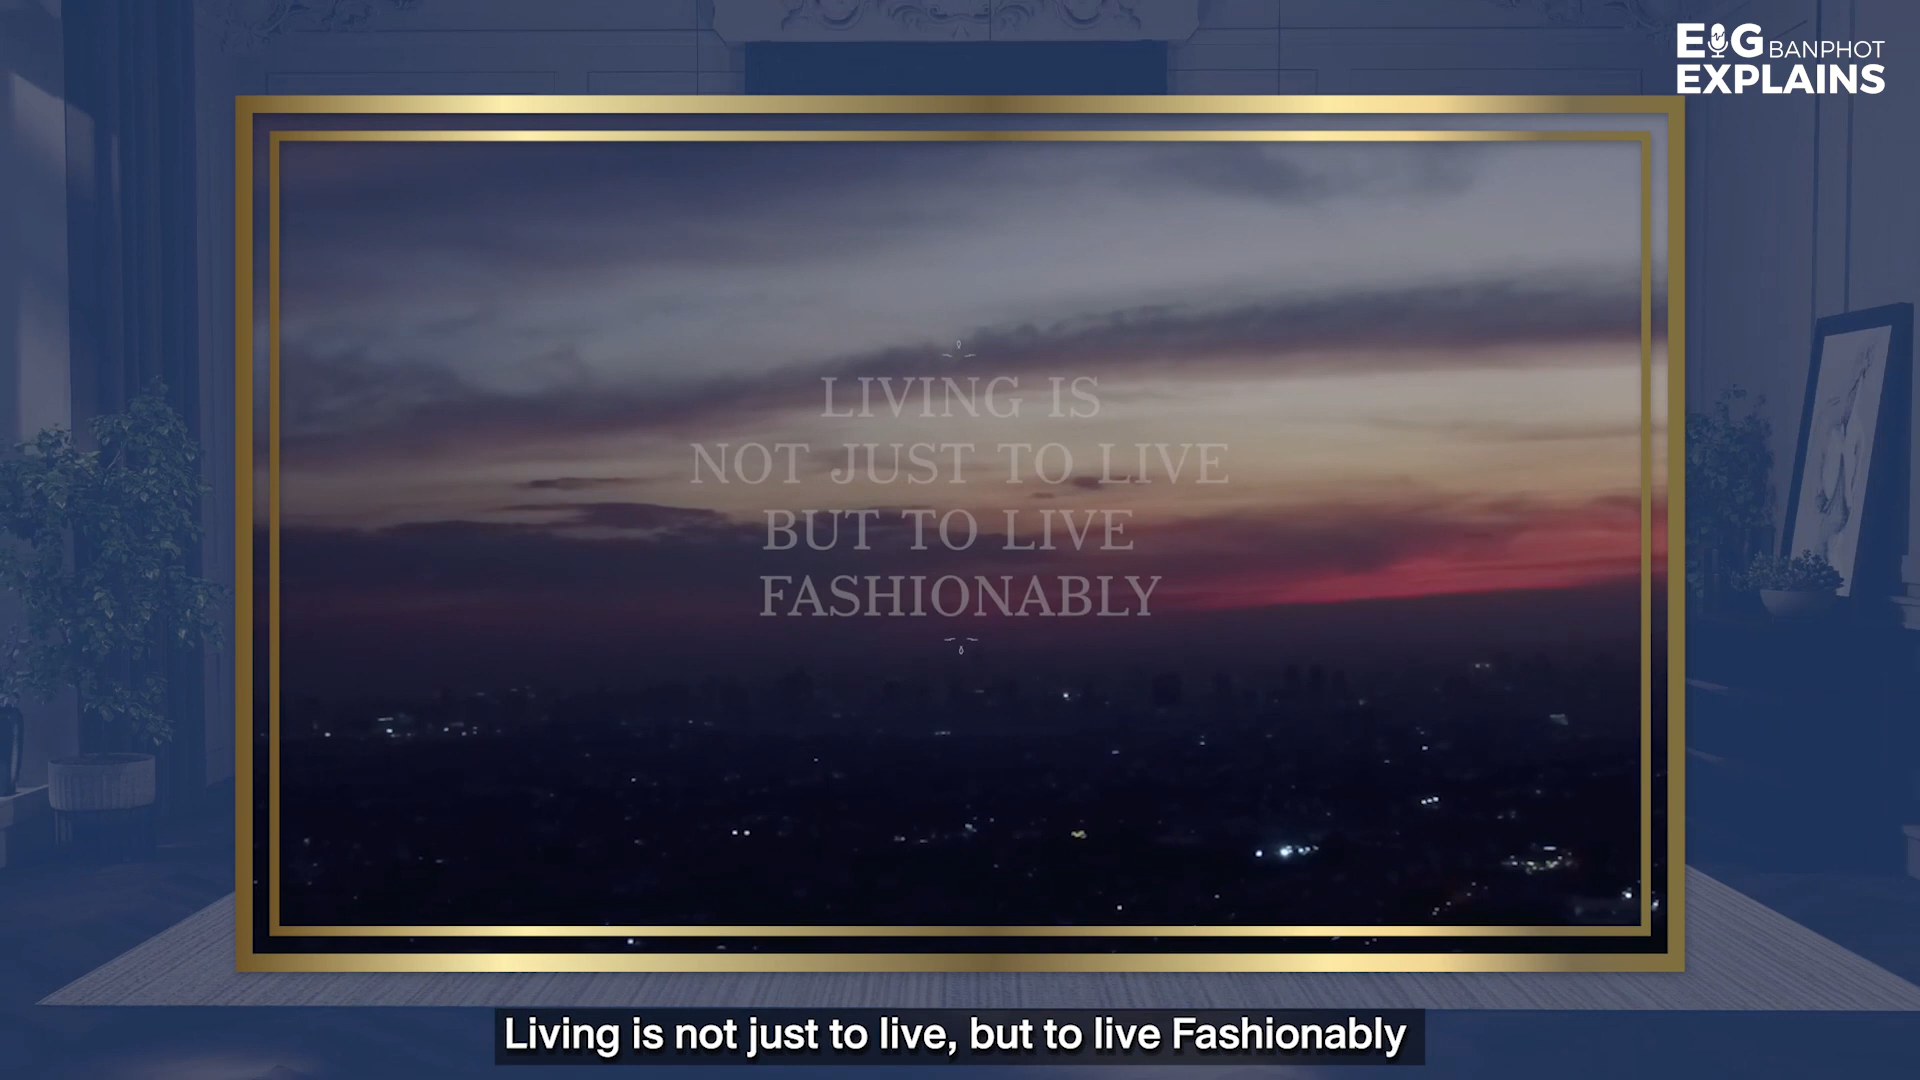 EIG BANPHOT
EXPLAINS
LIVING IS
NOT JUST TO LIVE
BUT TO LIVE
FASHIONABLY
Living is not just to live, but to live Fashionably